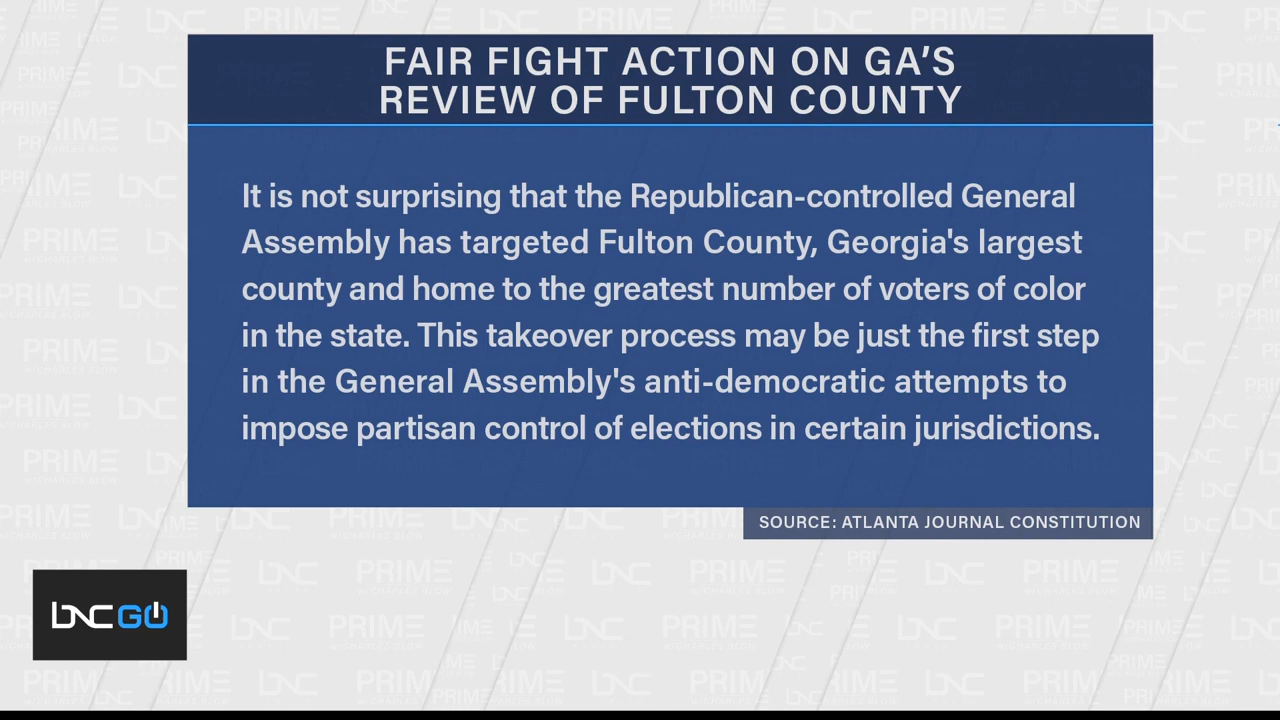 FAIR FIGHT ACTION ON GA'S
REVIEW OF FULTON COUNTY
It is not surprising that the Republican-controlled General
Assembly has targeted Fulton County, Georgia's largest
county and home to the greatest number of voters of color
in the state. This takeover process may be just the first step
in the General Assembly's anti-democratic attempts to
impose partisan control of elections in certain jurisdictions.
SOURCE: ATLANTA JOURNAL CONSTITUTION
BNC GO